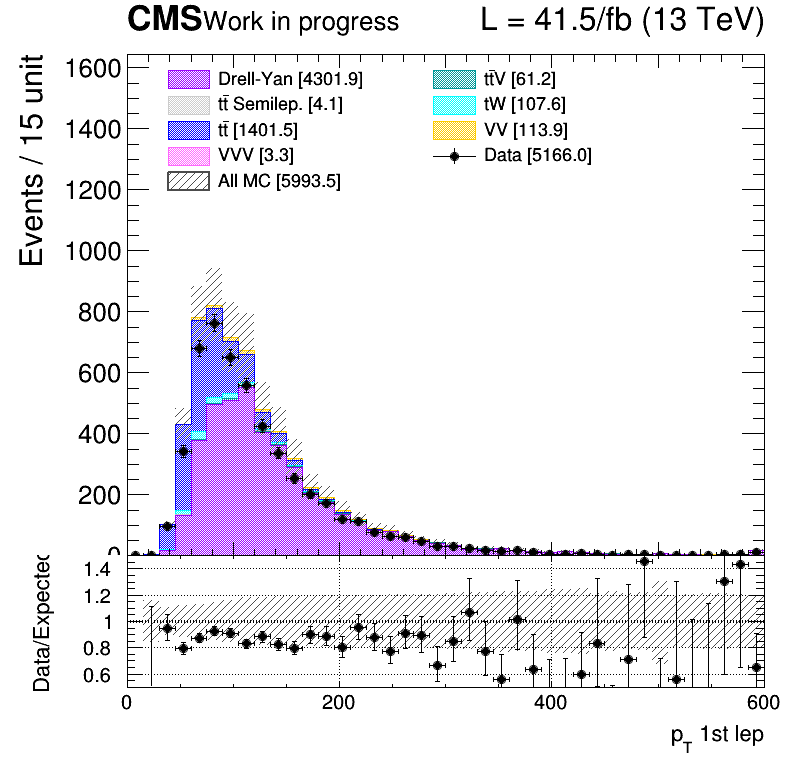 CMS Work in progress L = 41.5/fb (13 TeV)
Events / 15 unit
1600
1400
1200
1000
800
600
400
200
0
Drell-Yan [4301.9]
tt̄ Semilep. [4.1]
tt̄ [1401.5]
VVV [3.3]
All MC [5993.5]
tt̄V [61.2]
tW [107.6]
VV [113.9]
Data [5166.0]
Data/Expected
1.4
1.2
1
0.8
0.6
0 200 400 600
p_T 1st lep